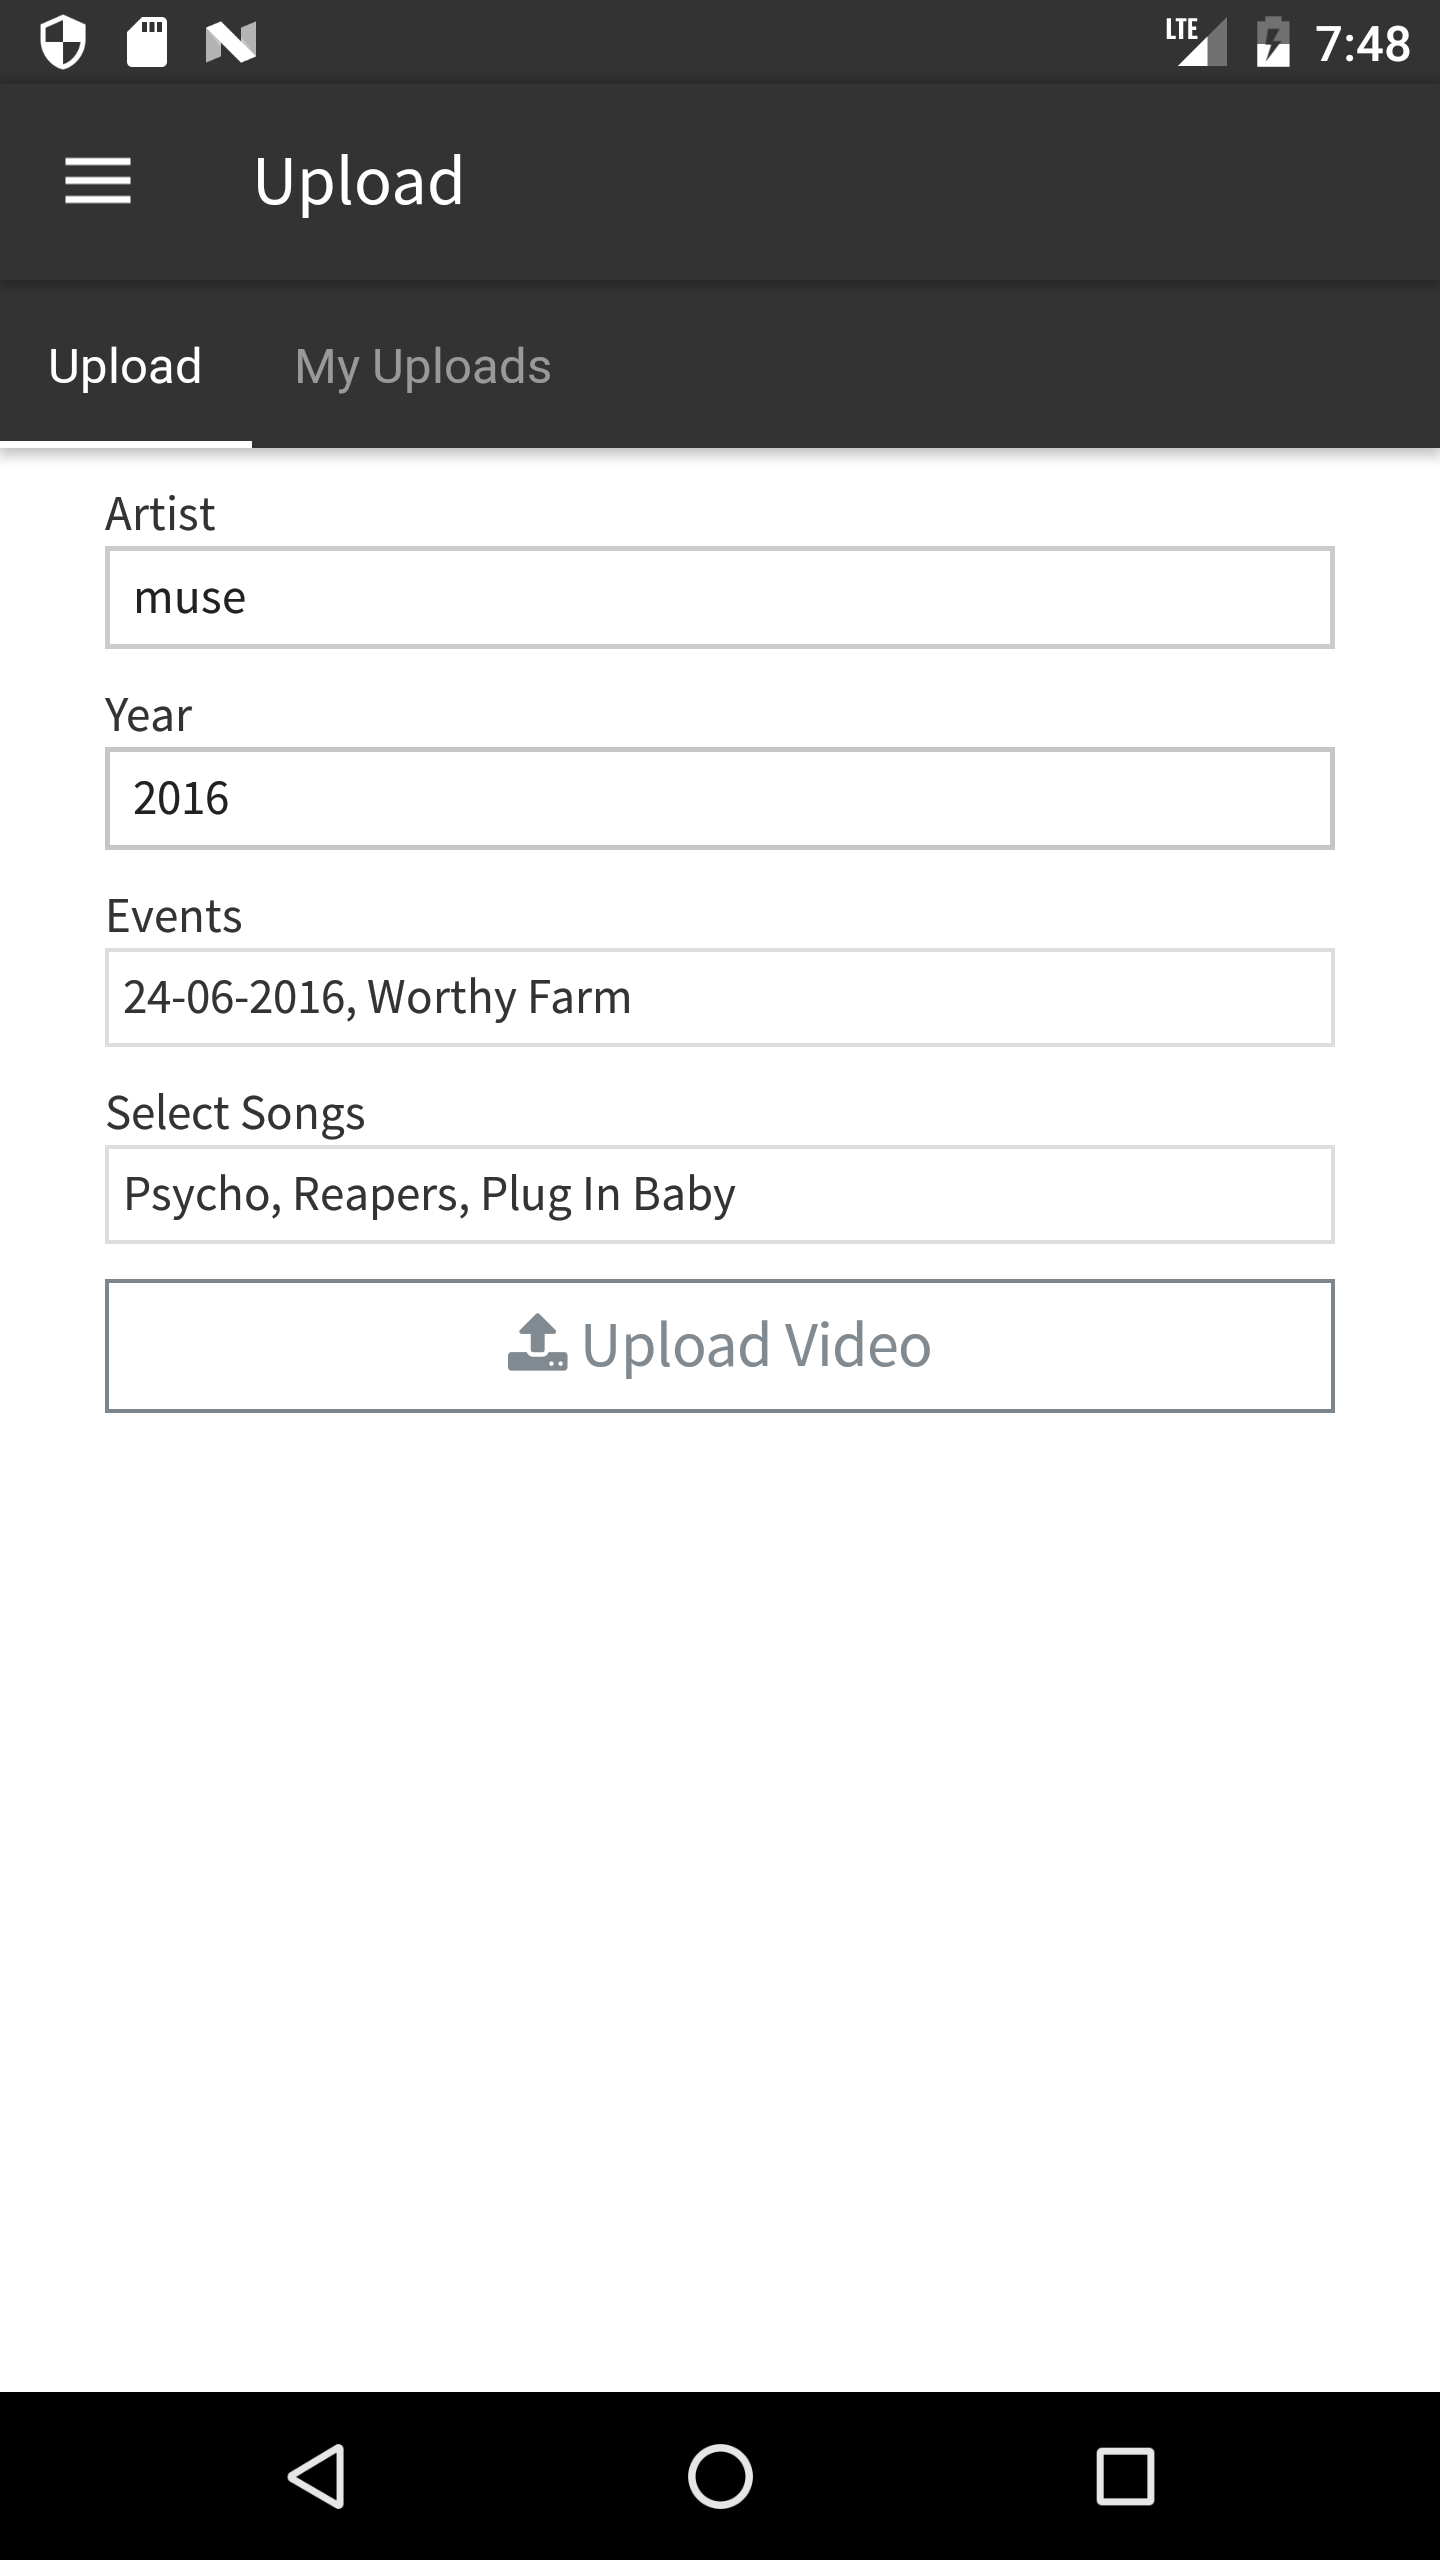 LTE 7:48
Upload
Upload My Uploads
Artist
muse
Year
2016
Events
24-06-2016, Worthy Farm
Select Songs
Psycho, Reapers, Plug In Baby
Upload Video